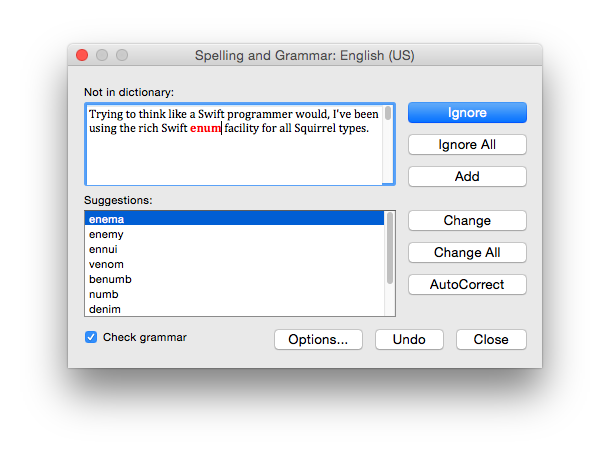 Spelling and Grammar: English (US)
Not in dictionary:
Trying to think like a Swift programmer would, I've been
using the rich Swift enum facility for all Squirrel types.
Ignore
Ignore All
Add
Suggestions:
enema
enemy
ennui
venom
benumb
numb
denim
Change
Change All
AutoCorrect
Check grammar
Options...
Undo
Close